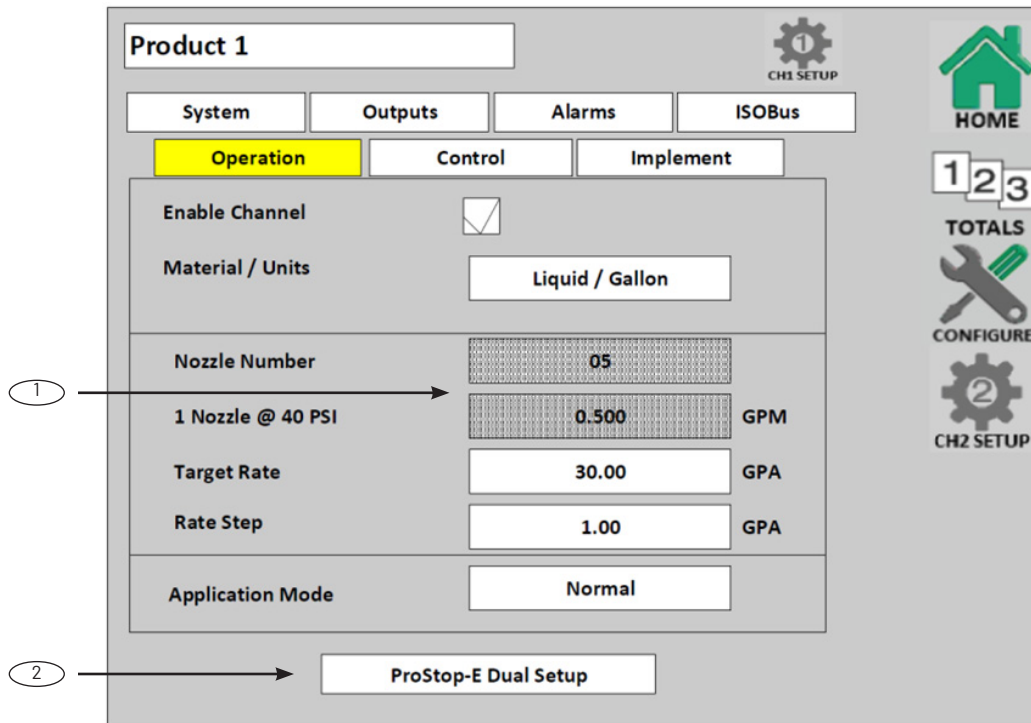 Product 1
1
CH1 SETUP
HOME
System Outputs Alarms ISOBus
Operation Control Implement
1 2 3
TOTALS
Enable Channel
Material / Units Liquid / Gallon
CONFIGURE
Nozzle Number 05
1
1 Nozzle @ 40 PSI 0.500 GPM
2
CH2 SETUP
Target Rate 30.00 GPA
Rate Step 1.00 GPA
Application Mode Normal
2
ProStop-E Dual Setup